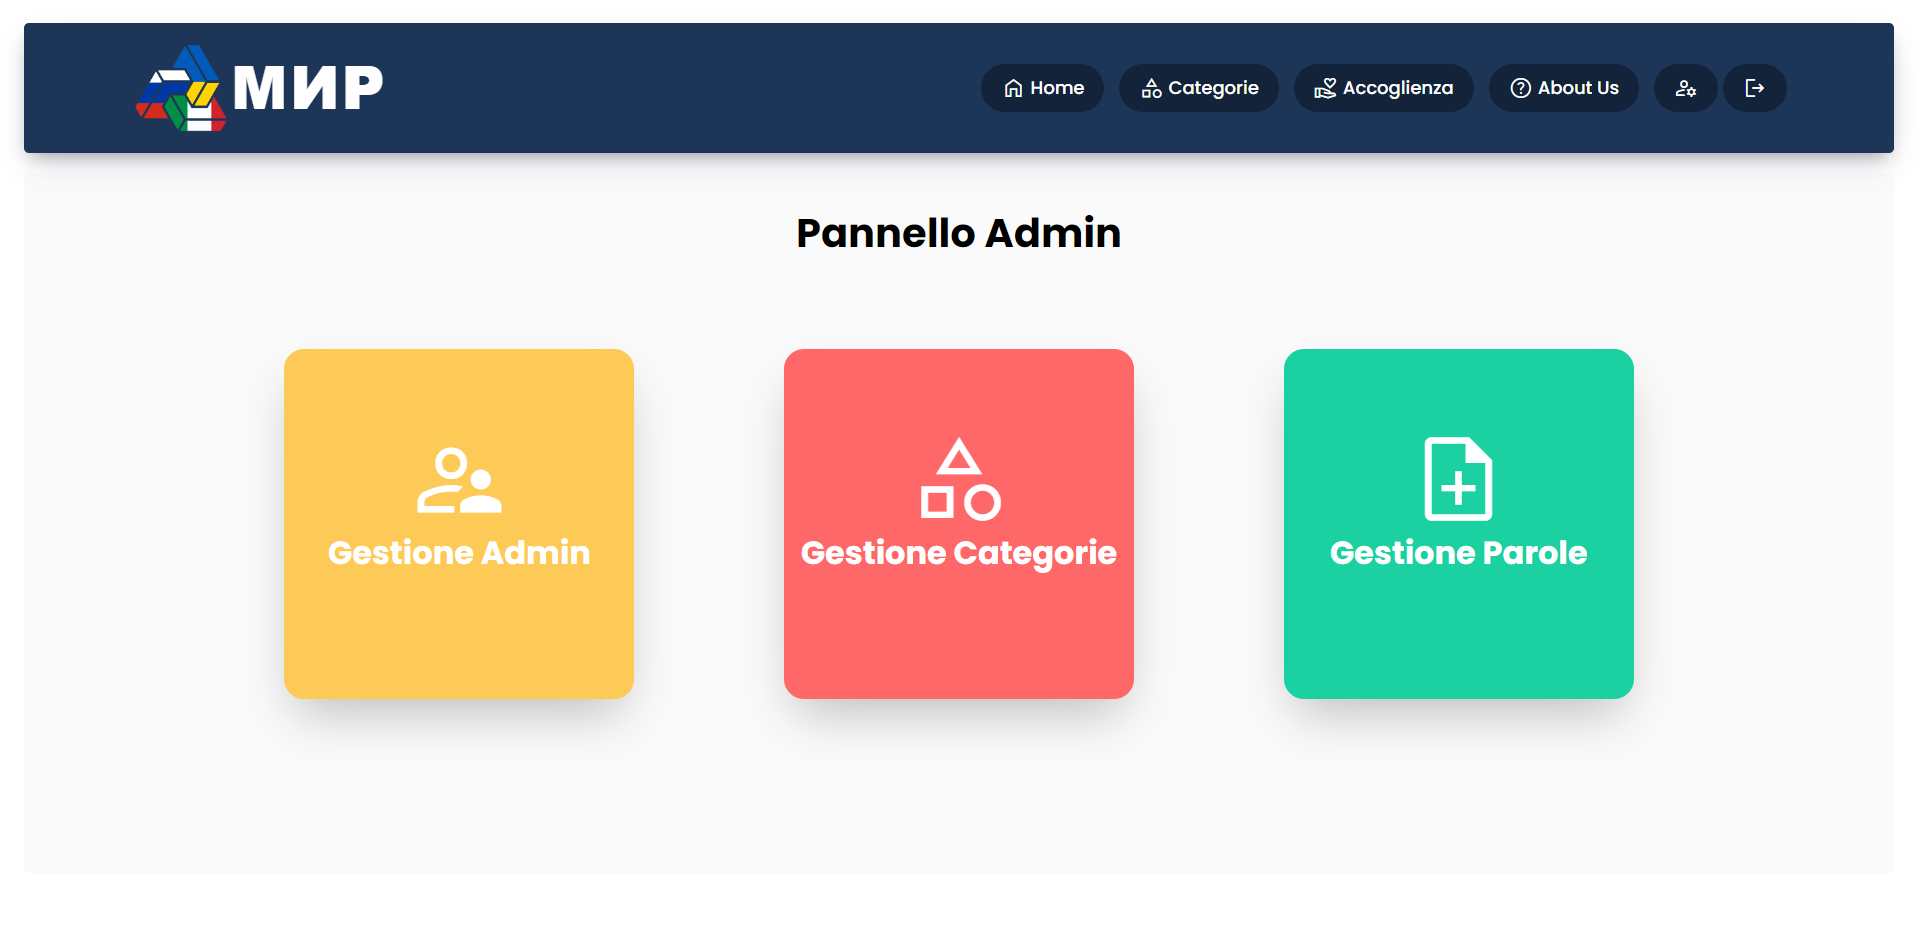 МИР
Home
Categorie
Accoglienza
About Us
Pannello Admin
Gestione Admin
Gestione Categorie
Gestione Parole